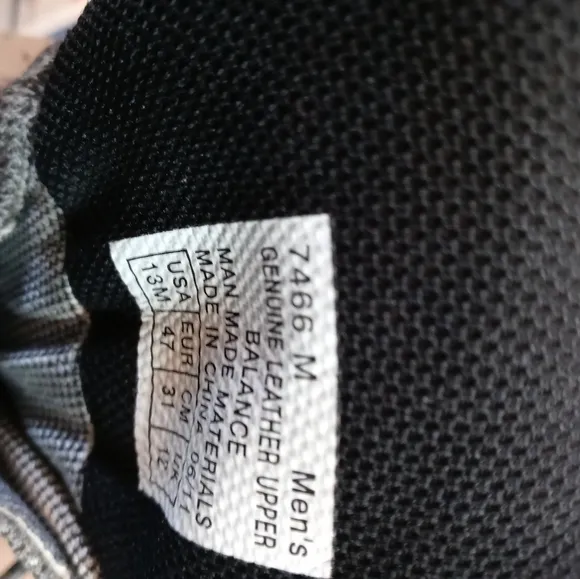 7466 M Men's
GENUINE LEATHER UPPER
BALANCE
MAN MADE MATERIALS
MADE IN CHINA 06/11
USA EUR CM UK
13M 47 31 12